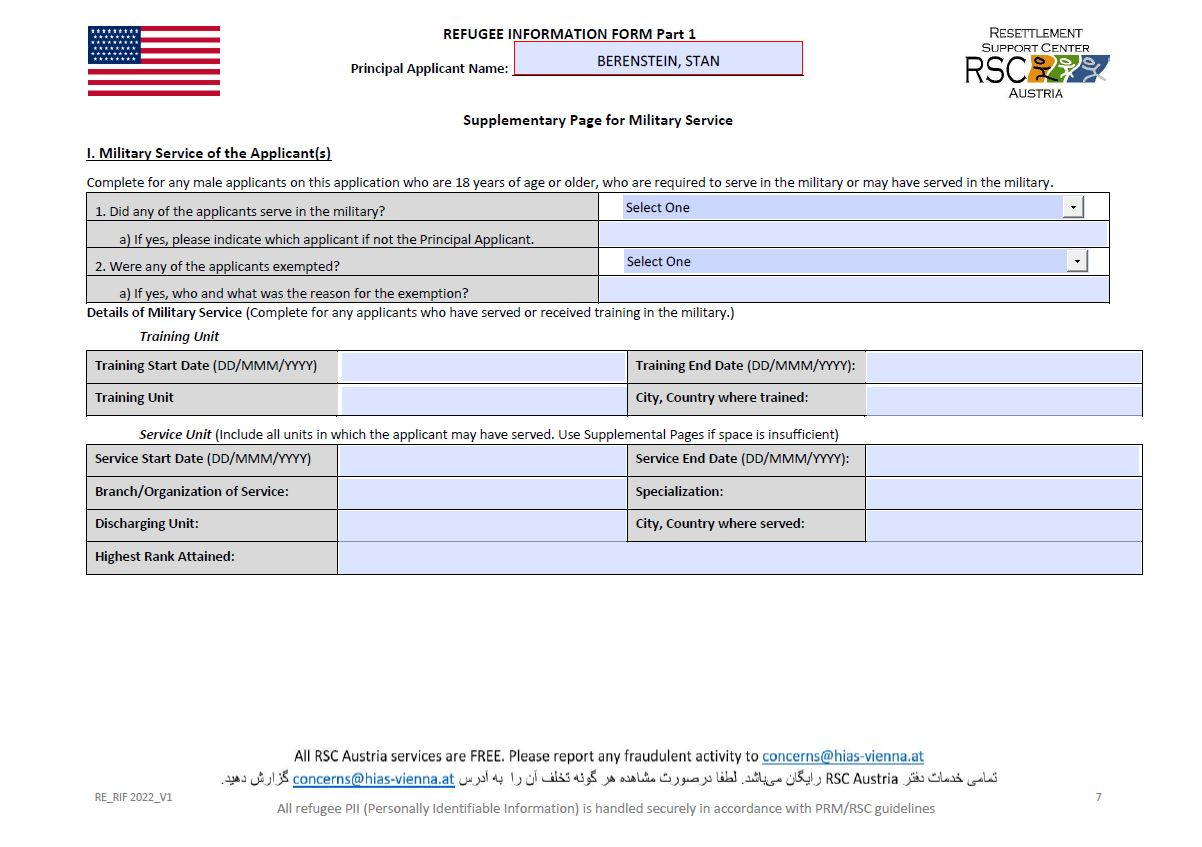 REFUGEE INFORMATION FORM Part 1
Principal Applicant Name: BERENSTEIN, STAN
RESETTLEMENT
SUPPORT CENTER
RSC
AUSTRIA
Supplementary Page for Military Service
I. Military Service of the Applicant(s)
Complete for any male applicants on this application who are 18 years of age or older, who are required to serve in the military or may have served in the military.
1. Did any of the applicants serve in the military? Select One
a) If yes, please indicate which applicant if not the Principal Applicant.
2. Were any of the applicants exempted? Select One
a) If yes, who and what was the reason for the exemption?
Details of Military Service (Complete for any applicants who have served or received training in the military.)
Training Unit
Training Start Date (DD/MMM/YYYY) Training End Date (DD/MMM/YYYY):
Training Unit City, Country where trained:
Service Unit (Include all units in which the applicant may have served. Use Supplemental Pages if space is insufficient)
Service Start Date (DD/MMM/YYYY) Service End Date (DD/MMM/YYYY):
Branch/Organization of Service: Specialization:
Discharging Unit: City, Country where served:
Highest Rank Attained:
All RSC Austria services are FREE. Please report any fraudulent activity to concerns@hias-vienna.at
تمامی خدمات دفتر RSC Austria رایگان می‌باشد. لطفا درصورت مشاهده هر گونه تخلف آن را به آدرس concerns@hias-vienna.at گزارش دهید.
RE_RIF 2022_V1 7
All refugee PII (Personally Identifiable Information) is handled securely in accordance with PRM/RSC guidelines